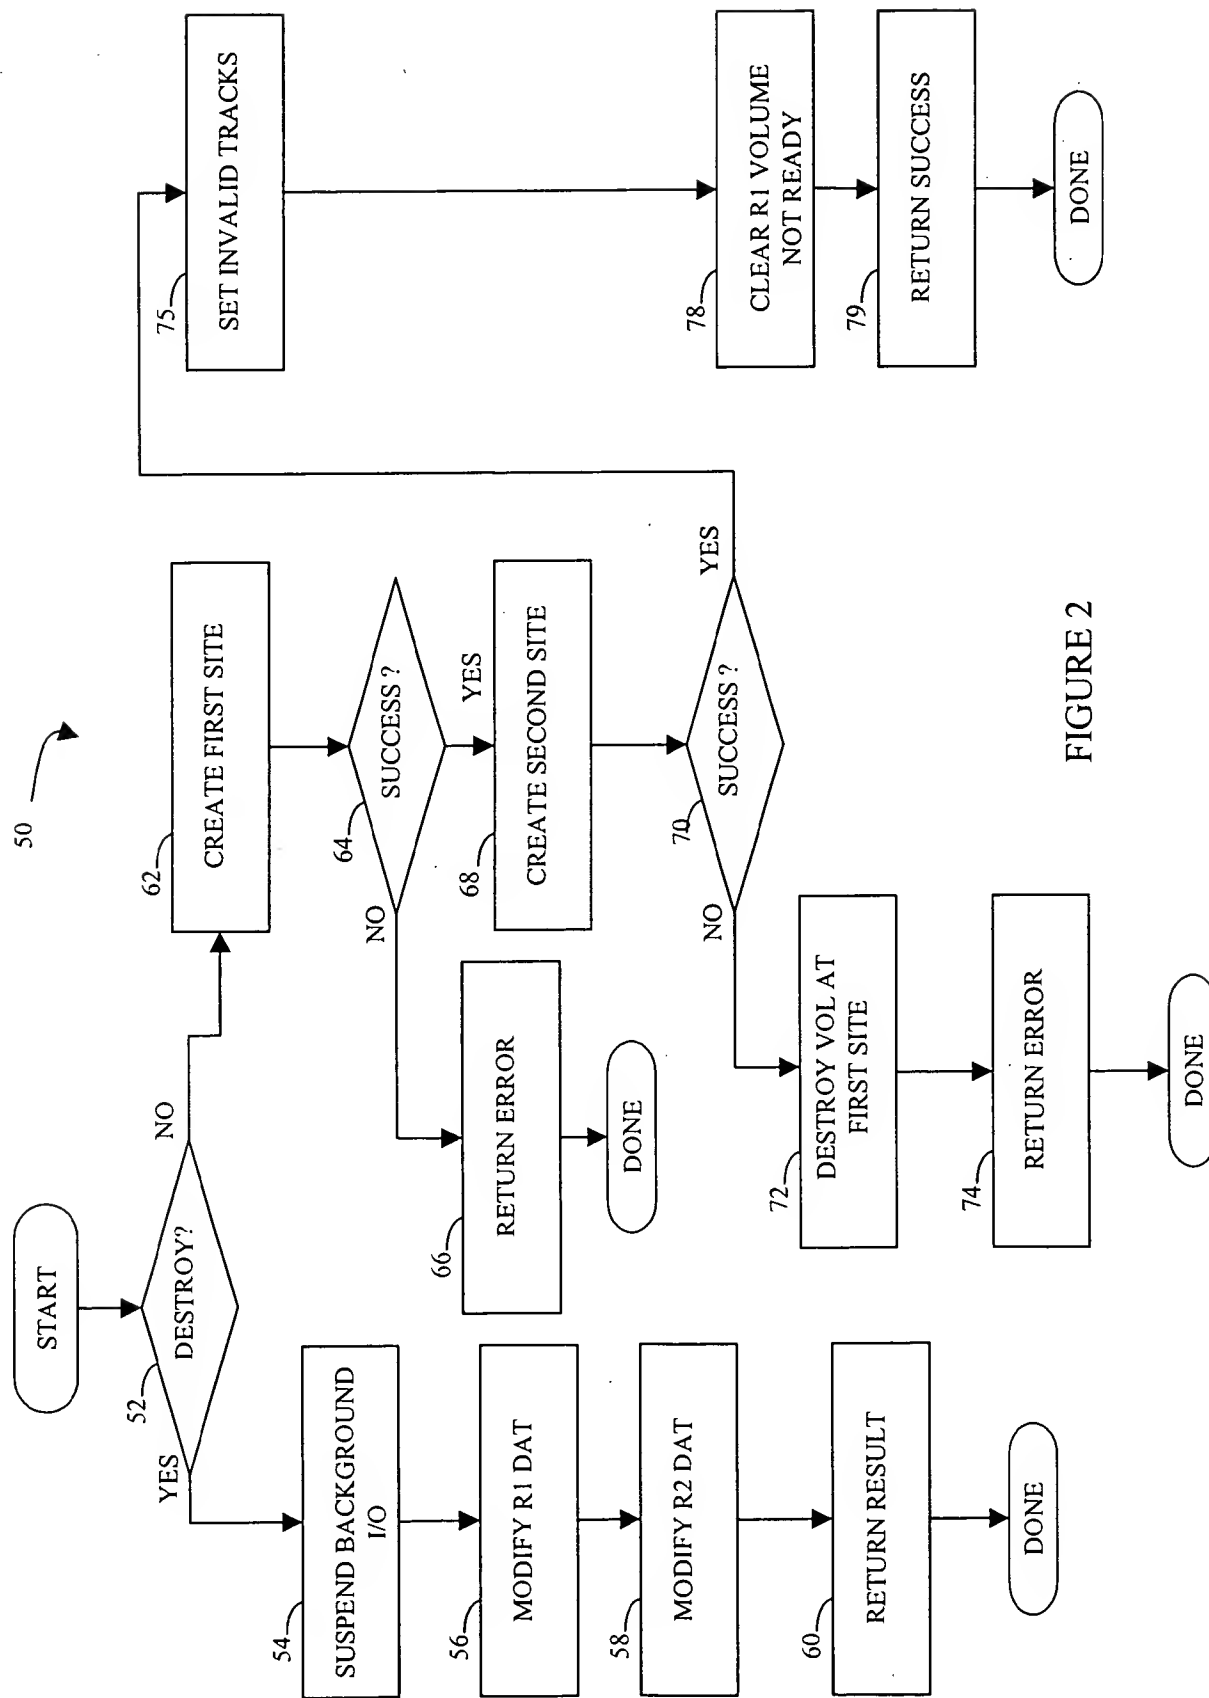 50
START
52
DESTROY?
YES
NO
54
SUSPEND BACKGROUND
I/O
56
MODIFY R1 DAT
58
MODIFY R2 DAT
60
RETURN RESULT
DONE
62
CREATE FIRST SITE
64
SUCCESS ?
NO
YES
66
RETURN ERROR
DONE
68
CREATE SECOND SITE
70
SUCCESS ?
NO
YES
72
DESTROY VOL AT
FIRST SITE
74
RETURN ERROR
DONE
75
SET INVALID TRACKS
78
CLEAR R1 VOLUME
NOT READY
79
RETURN SUCCESS
DONE
FIGURE 2